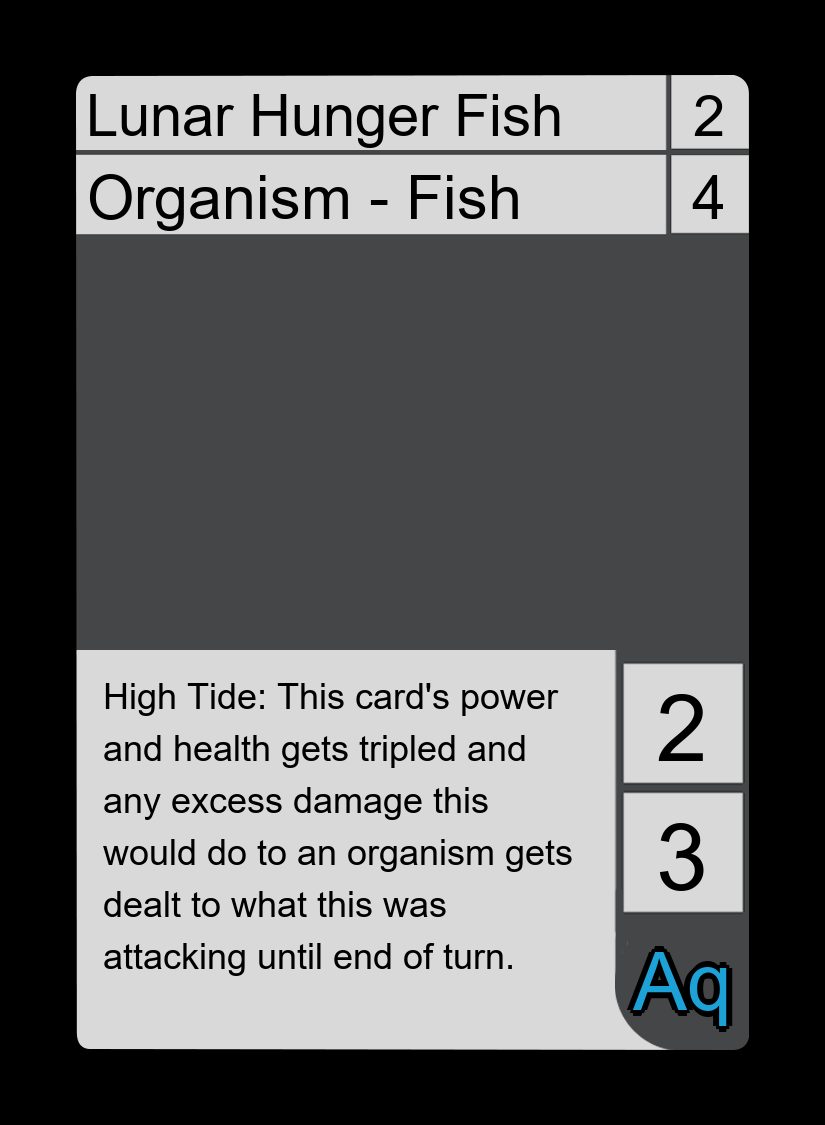 Lunar Hunger Fish 2
Organism - Fish 4
High Tide: This card's power
and health gets tripled and
any excess damage this
would do to an organism gets
dealt to what this was
attacking until end of turn.
2
3
Aq